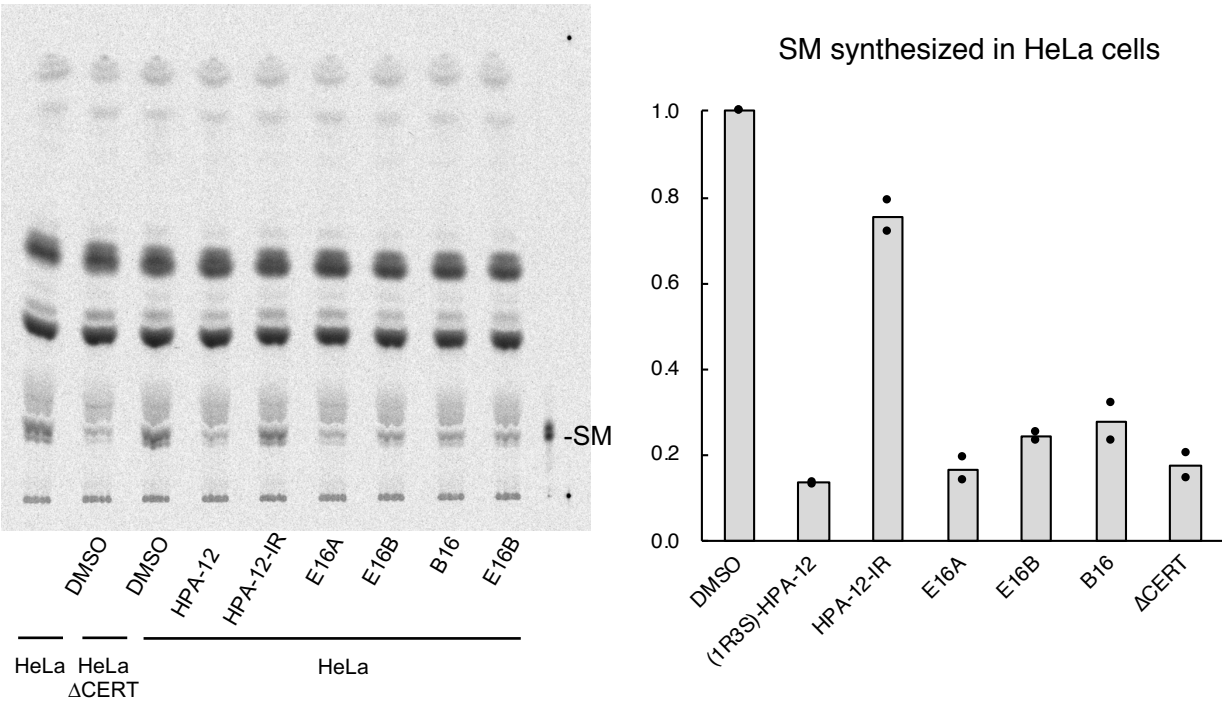 -SM
DMSO
DMSO
HPA-12
HPA-12-IR
E16A
E16B
B16
E16B
HeLa
HeLa
ΔCERT
HeLa
SM synthesized in HeLa cells
1.0
0.8
0.6
0.4
0.2
0.0
DMSO
(1R3S)-HPA-12
HPA-12-IR
E16A
E16B
B16
ΔCERT